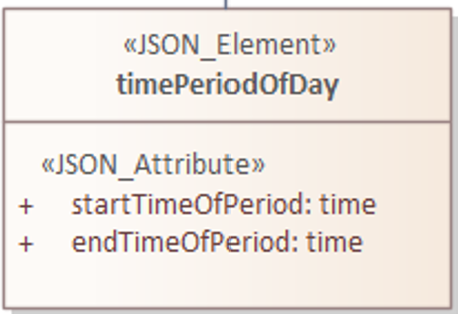 «JSON_Element»
timePeriodOfDay
«JSON_Attribute»
+ startTimeOfPeriod: time
+ endTimeOfPeriod: time